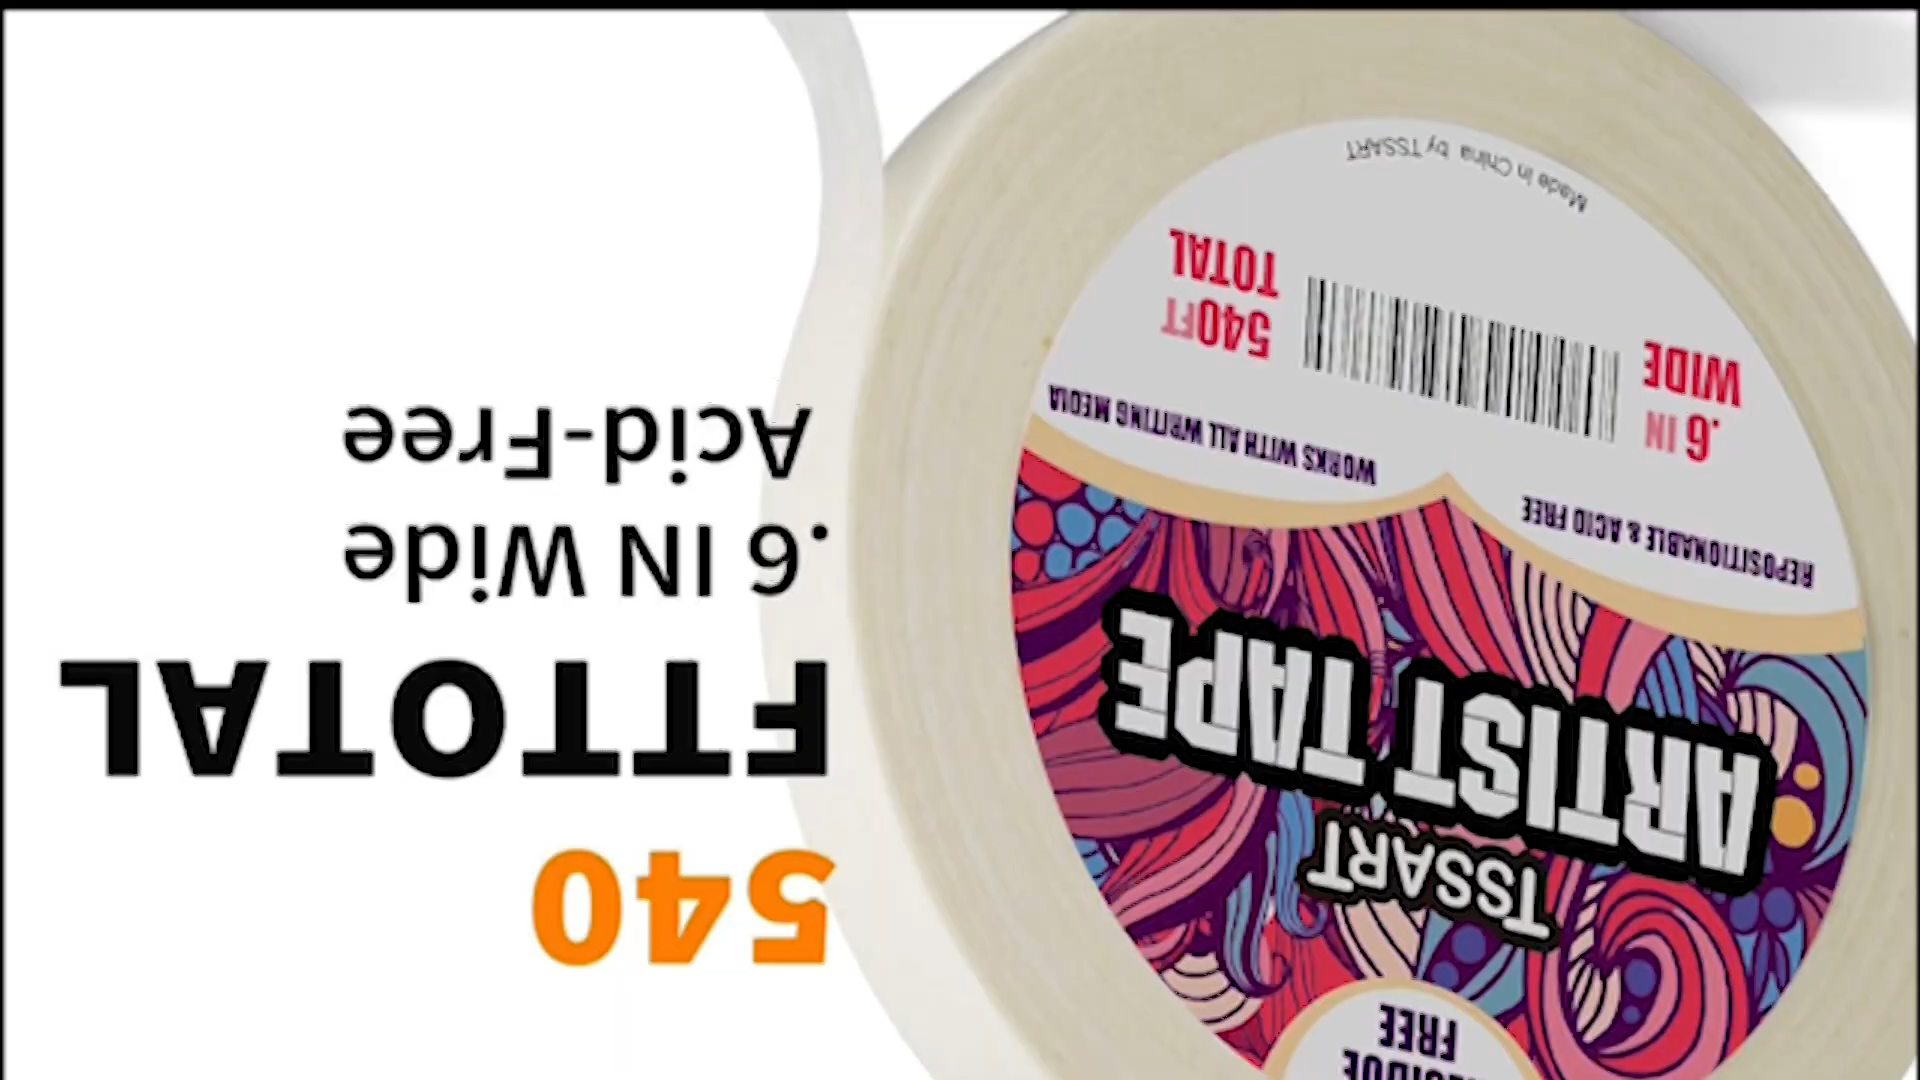 FREE
TSSART
ARTIST TAPE
REPOSITIONABLE & ACID FREE
WORKS WITH ALL WRITING MEDIA
.6 IN
WIDE
540FT
TOTAL
Made in China by TSSART
540
FTTOTAL
.6 IN Wide
Acid-Free